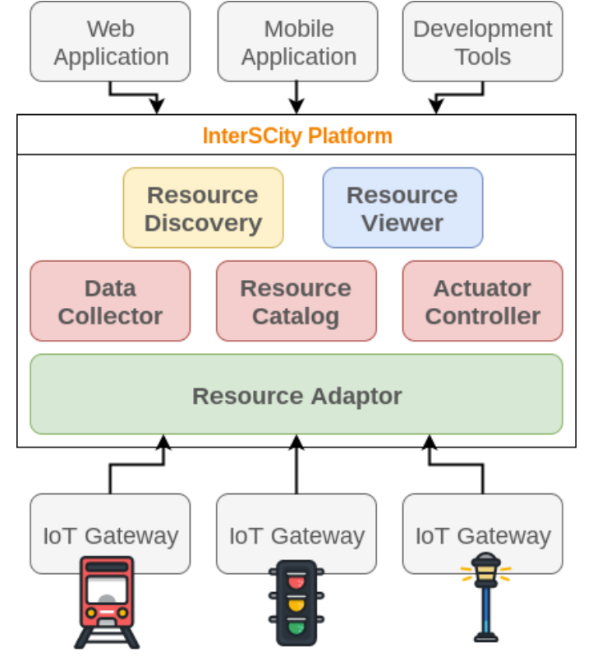 Web
Application
Mobile
Application
Development
Tools
InterSCity Platform
Resource
Discovery
Resource
Viewer
Data
Collector
Resource
Catalog
Actuator
Controller
Resource Adaptor
IoT Gateway
IoT Gateway
IoT Gateway